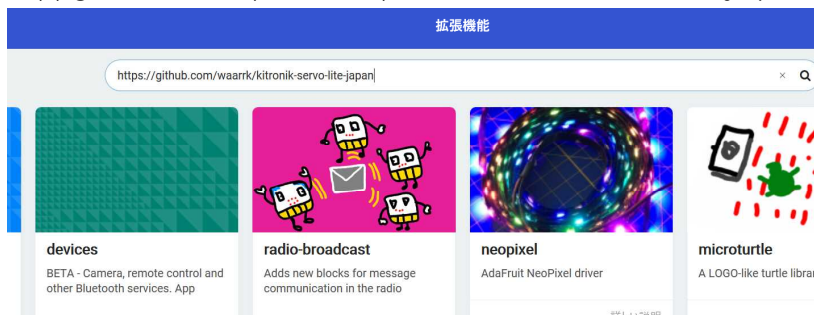 拡張機能
https://github.com/waarrk/kitronik-servo-lite-japan
devices
BETA - Camera, remote control and
other Bluetooth services. App
radio-broadcast
Adds new blocks for message
communication in the radio
neopixel
AdaFruit NeoPixel driver
microturtle
A LOGO-like turtle